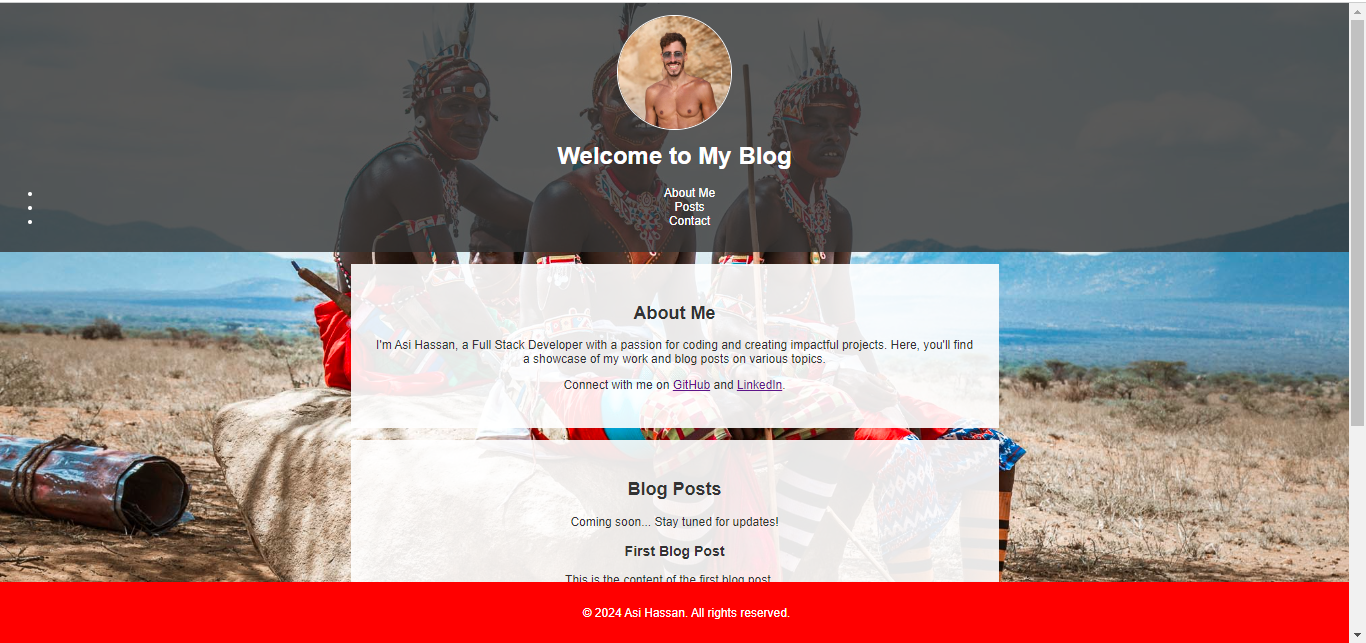 Welcome to My Blog
About Me
Posts
Contact
About Me
I'm Asi Hassan, a Full Stack Developer with a passion for coding and creating impactful projects. Here, you'll find
a showcase of my work and blog posts on various topics.
Connect with me on GitHub and LinkedIn.
Blog Posts
Coming soon... Stay tuned for updates!
First Blog Post
This is the content of the first blog post...
© 2024 Asi Hassan. All rights reserved.